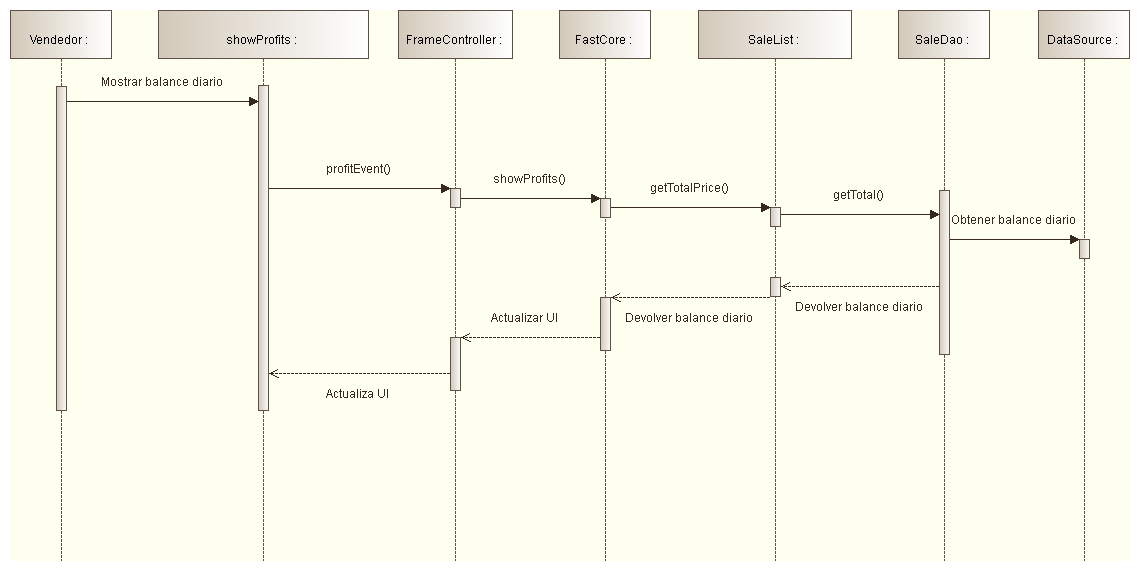 Vendedor :
showProfits :
FrameController :
FastCore :
SaleList :
SaleDao :
DataSource :
Mostrar balance diario
profitEvent()
showProfits()
getTotalPrice()
getTotal()
Obtener balance diario
Devolver balance diario
Devolver balance diario
Actualizar UI
Actualiza UI